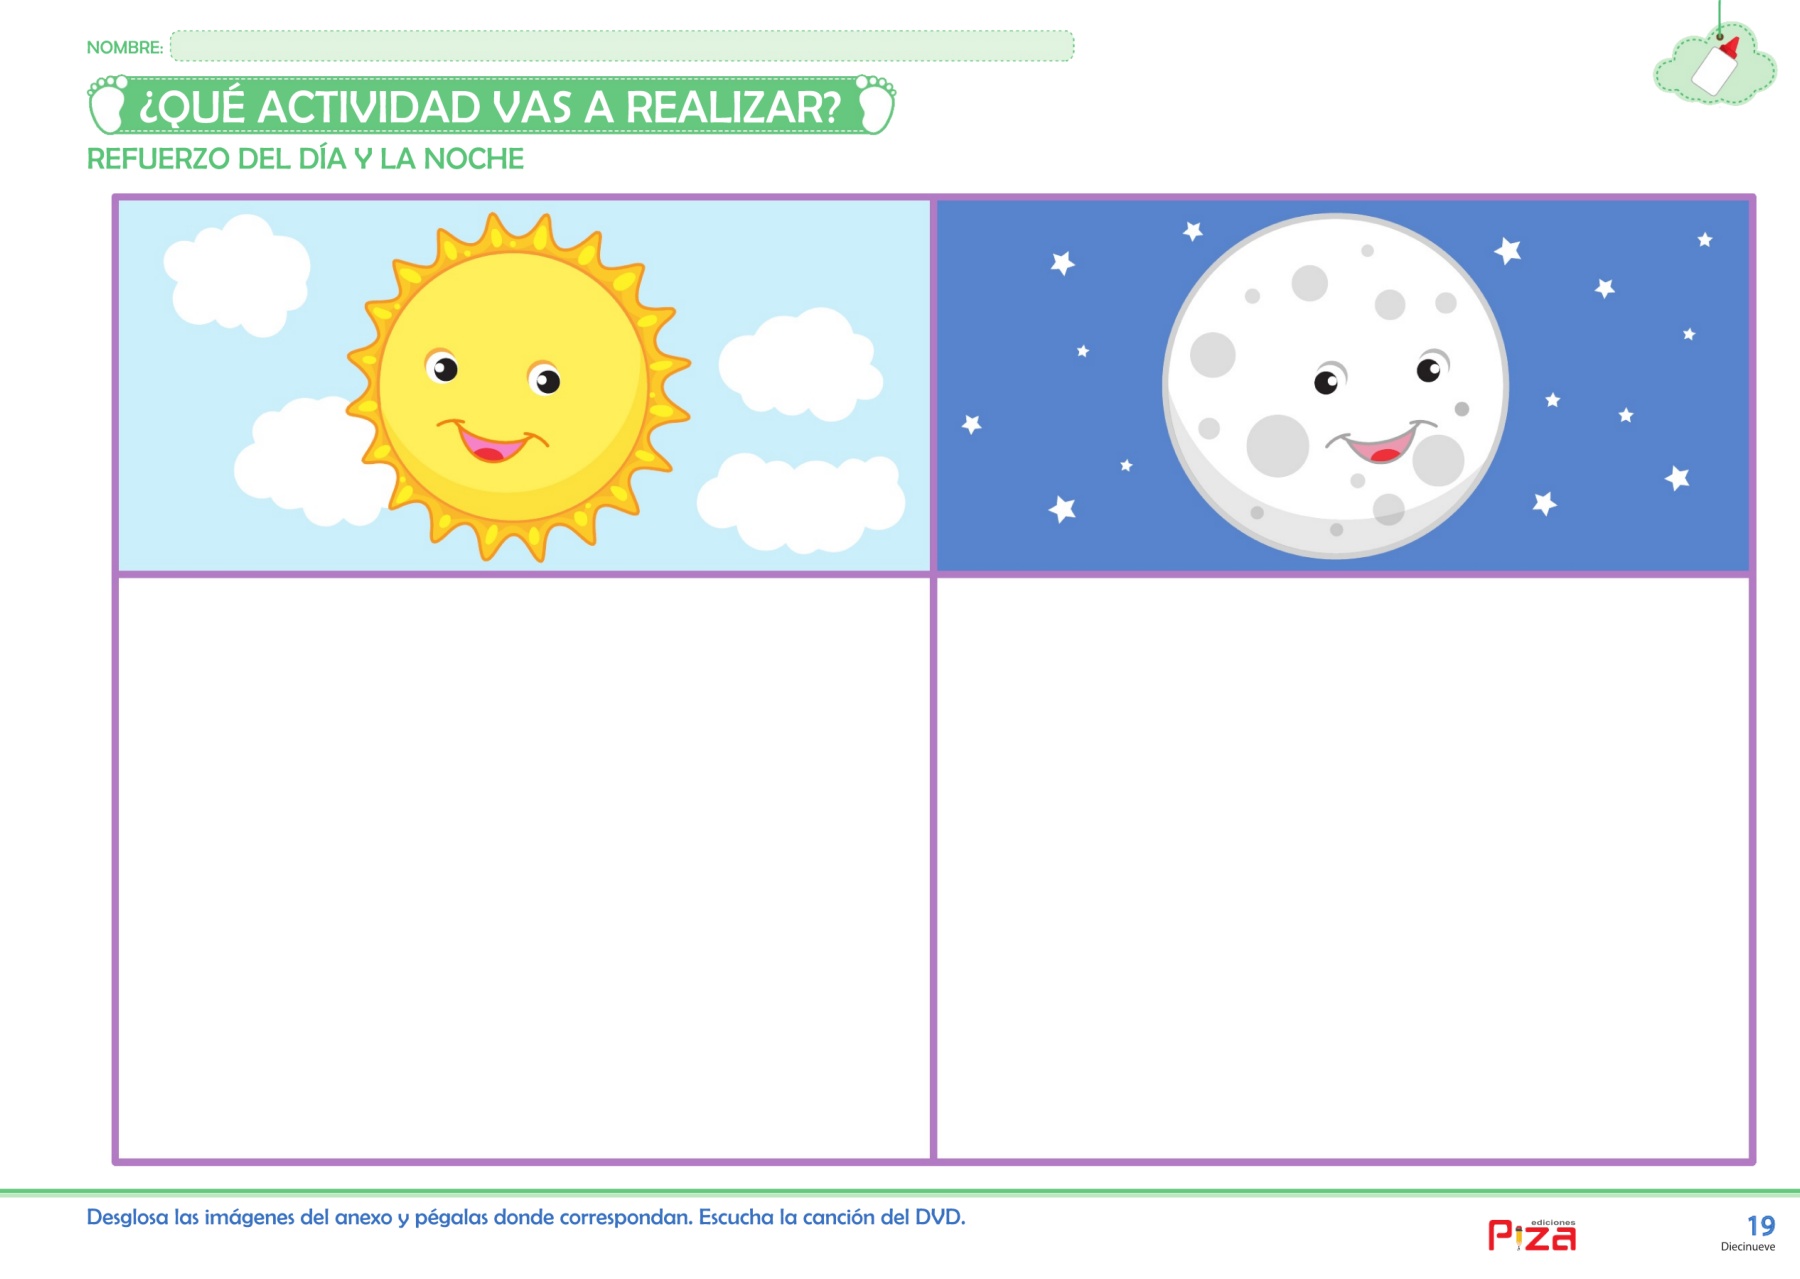 NOMBRE:
¿QUÉ ACTIVIDAD VAS A REALIZAR?
REFUERZO DEL DÍA Y LA NOCHE
Desglosa las imágenes del anexo y pégalas donde correspondan. Escucha la canción del DVD.
ediciones
Piza
19
Diecinueve